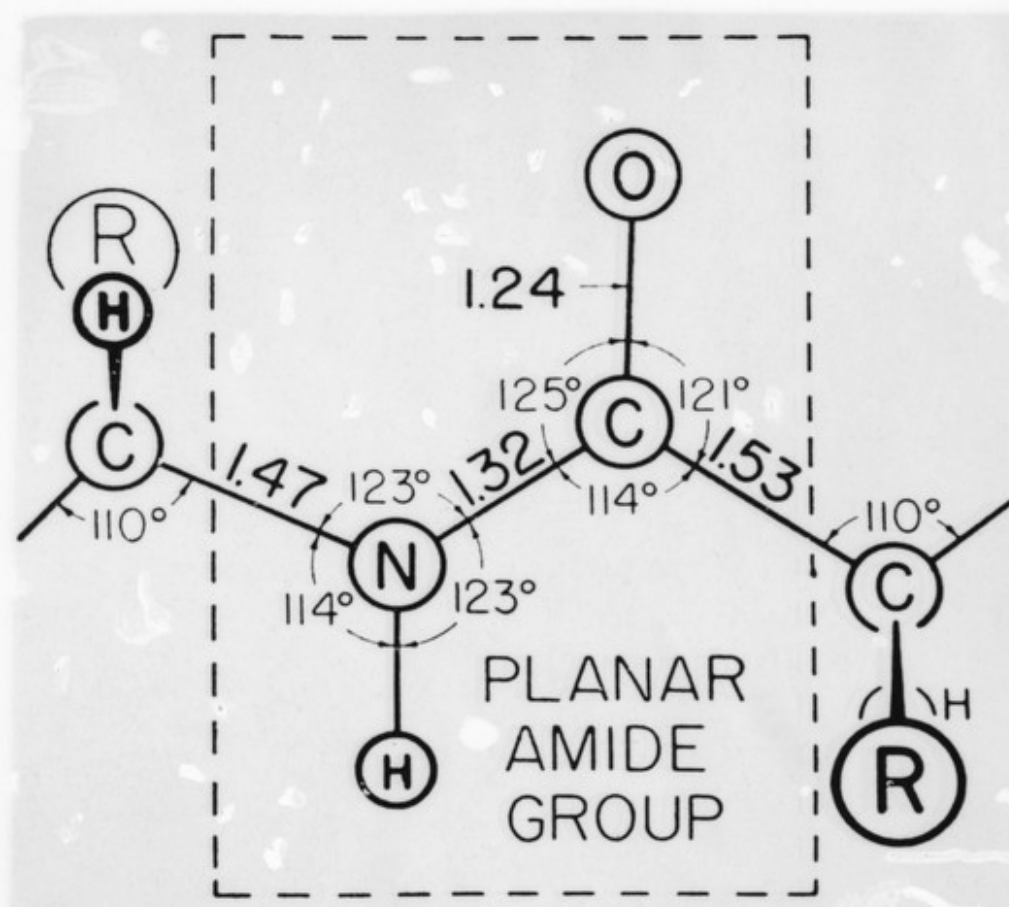 O
R
H
1.24
125°
121°
C
C
1.47
1.32
1.53
123°
114°
110°
110°
N
C
114°
123°
PLANAR
H
AMIDE
H
R
GROUP